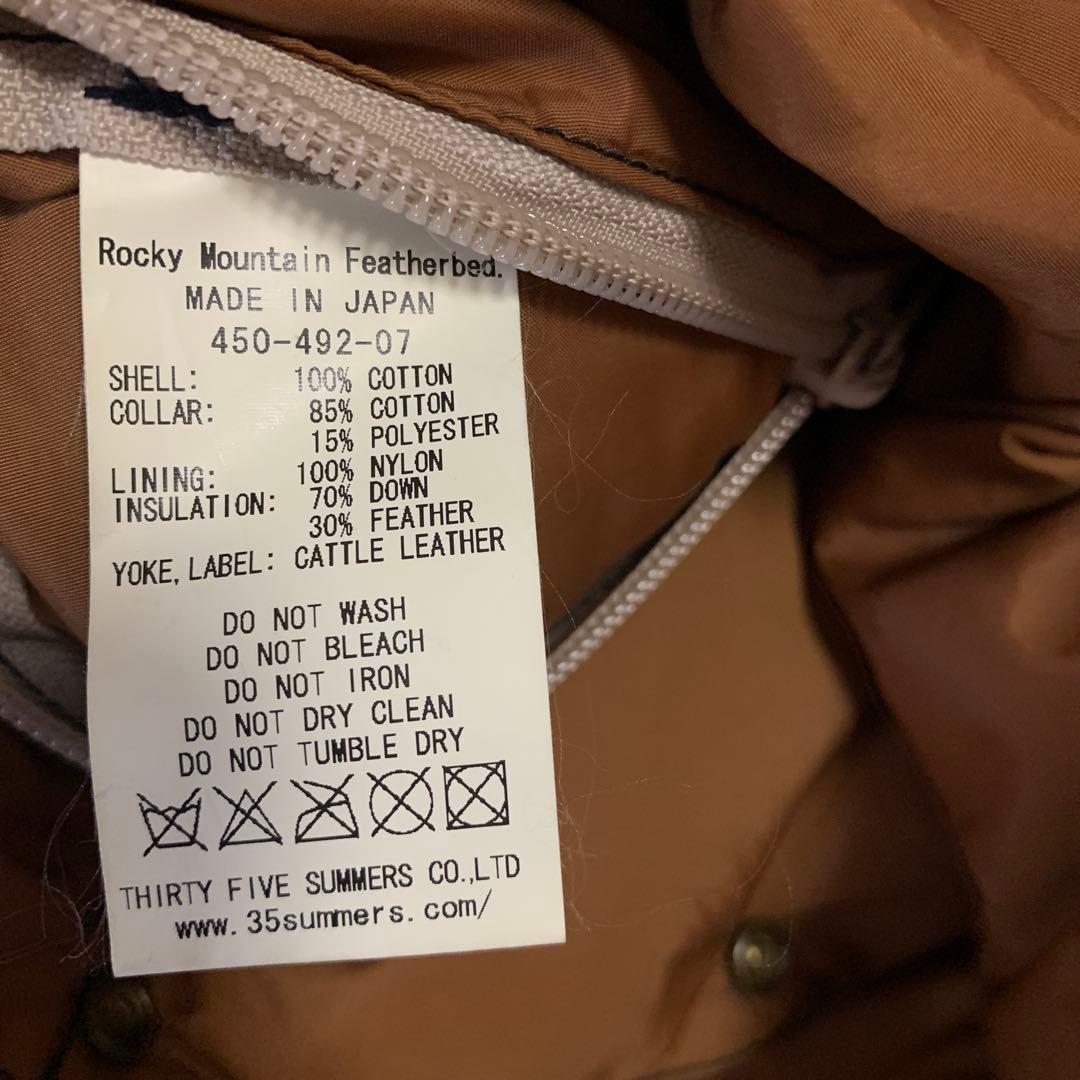 Rocky Mountain Featherbed.
MADE IN JAPAN
450-492-07
SHELL: 100% COTTON
COLLAR: 85% COTTON
15% POLYESTER
LINING: 100% NYLON
INSULATION: 70% DOWN
30% FEATHER
YOKE, LABEL: CATTLE LEATHER
DO NOT WASH
DO NOT BLEACH
DO NOT IRON
DO NOT DRY CLEAN
DO NOT TUMBLE DRY
THIRTY FIVE SUMMERS CO.,LTD
www.35summers.com/